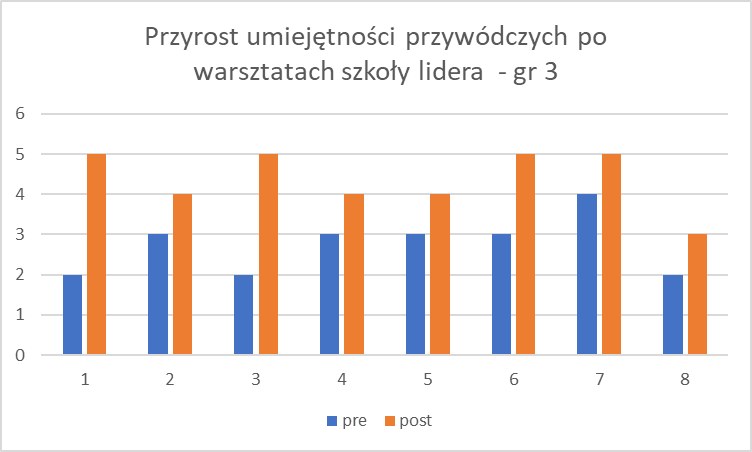 Przyrost umiejętności przywódczych po
warsztatach szkoły lidera - gr 3
6
5
4
3
2
1
0
1 2 3 4 5 6 7 8
pre post